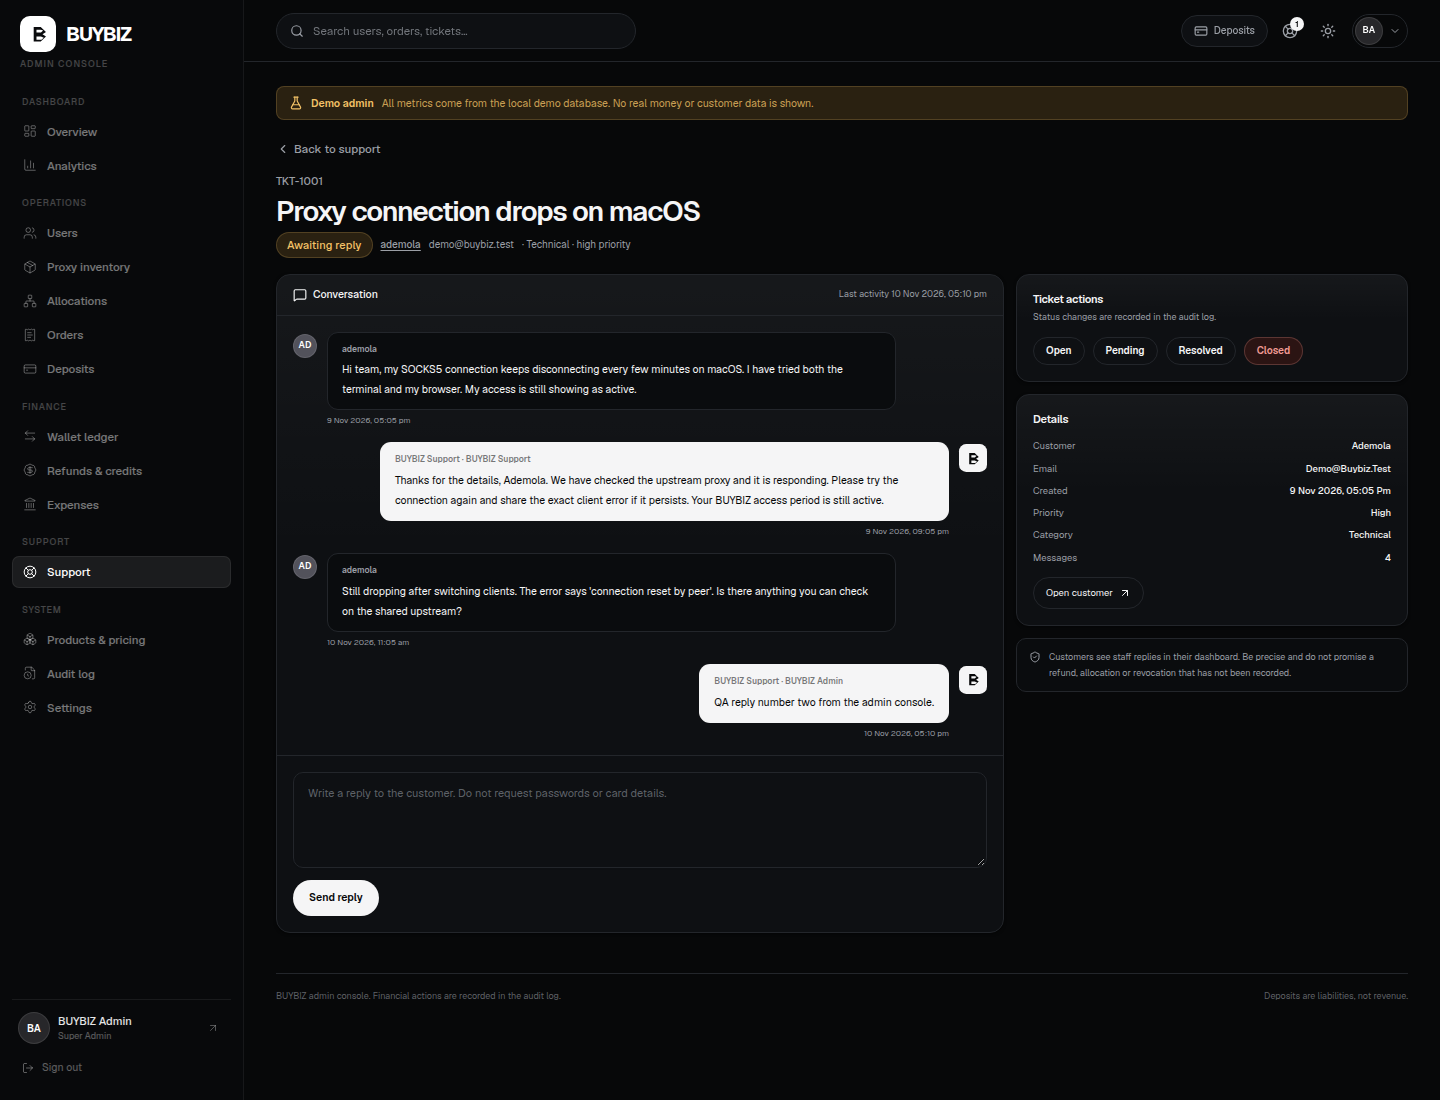 BUYBIZ
ADMIN CONSOLE
DASHBOARD
Overview
Analytics
OPERATIONS
Users
Proxy inventory
Allocations
Orders
Deposits
FINANCE
Wallet ledger
Refunds & credits
Expenses
SUPPORT
Support
SYSTEM
Products & pricing
Audit log
Settings
BA
BUYBIZ Admin
Super Admin
Sign out
Search users, orders, tickets...
Deposits
1
BA
Demo admin All metrics come from the local demo database. No real money or customer data is shown.
Back to support
TKT-1001
Proxy connection drops on macOS
Awaiting reply ademola demo@buybiz.test · Technical · high priority
Conversation
Last activity 10 Nov 2026, 05:10 pm
AD
ademola
Hi team, my SOCKS5 connection keeps disconnecting every few minutes on macOS. I have tried both the
terminal and my browser. My access is still showing as active.
9 Nov 2026, 05:05 pm
BUYBIZ Support · BUYBIZ Support
Thanks for the details, Ademola. We have checked the upstream proxy and it is responding. Please try the
connection again and share the exact client error if it persists. Your BUYBIZ access period is still active.
9 Nov 2026, 09:05 pm
AD
ademola
Still dropping after switching clients. The error says 'connection reset by peer'. Is there anything you can check
on the shared upstream?
10 Nov 2026, 11:05 am
BUYBIZ Support · BUYBIZ Admin
QA reply number two from the admin console.
10 Nov 2026, 05:10 pm
Write a reply to the customer. Do not request passwords or card details.
Send reply
Ticket actions
Status changes are recorded in the audit log.
Open Pending Resolved Closed
Details
Customer Ademola
Email Demo@Buybiz.Test
Created 9 Nov 2026, 05:05 Pm
Priority High
Category Technical
Messages 4
Open customer
Customers see staff replies in their dashboard. Be precise and do not promise a
refund, allocation or revocation that has not been recorded.
BUYBIZ admin console. Financial actions are recorded in the audit log.
Deposits are liabilities, not revenue.